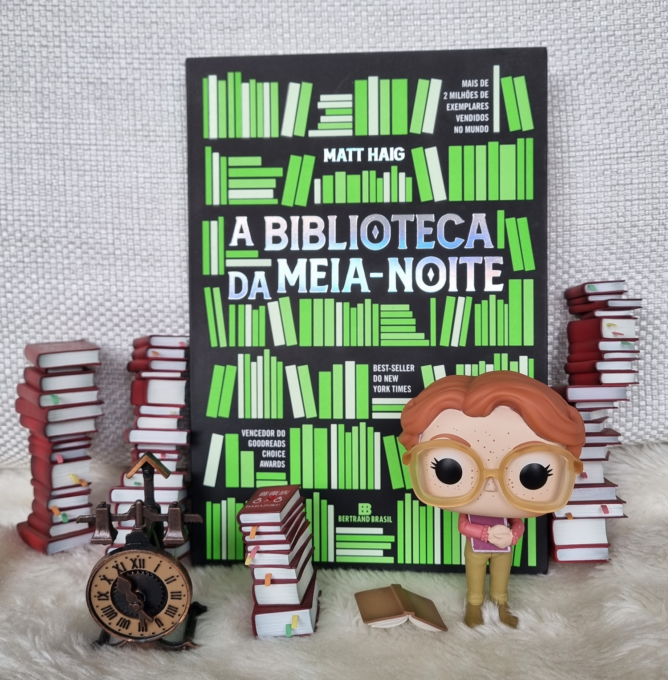 MAIS DE
2 MILHÕES DE
EXEMPLARES
VENDIDOS
NO MUNDO
MATT HAIG
A BIBLIOTECA
DA MEIA-NOITE
BEST-SELLER
DO NEW
YORK TIMES
VENCEDOR DO
GOODREADS
CHOICE
AWARDS
BERTRAND BRASIL